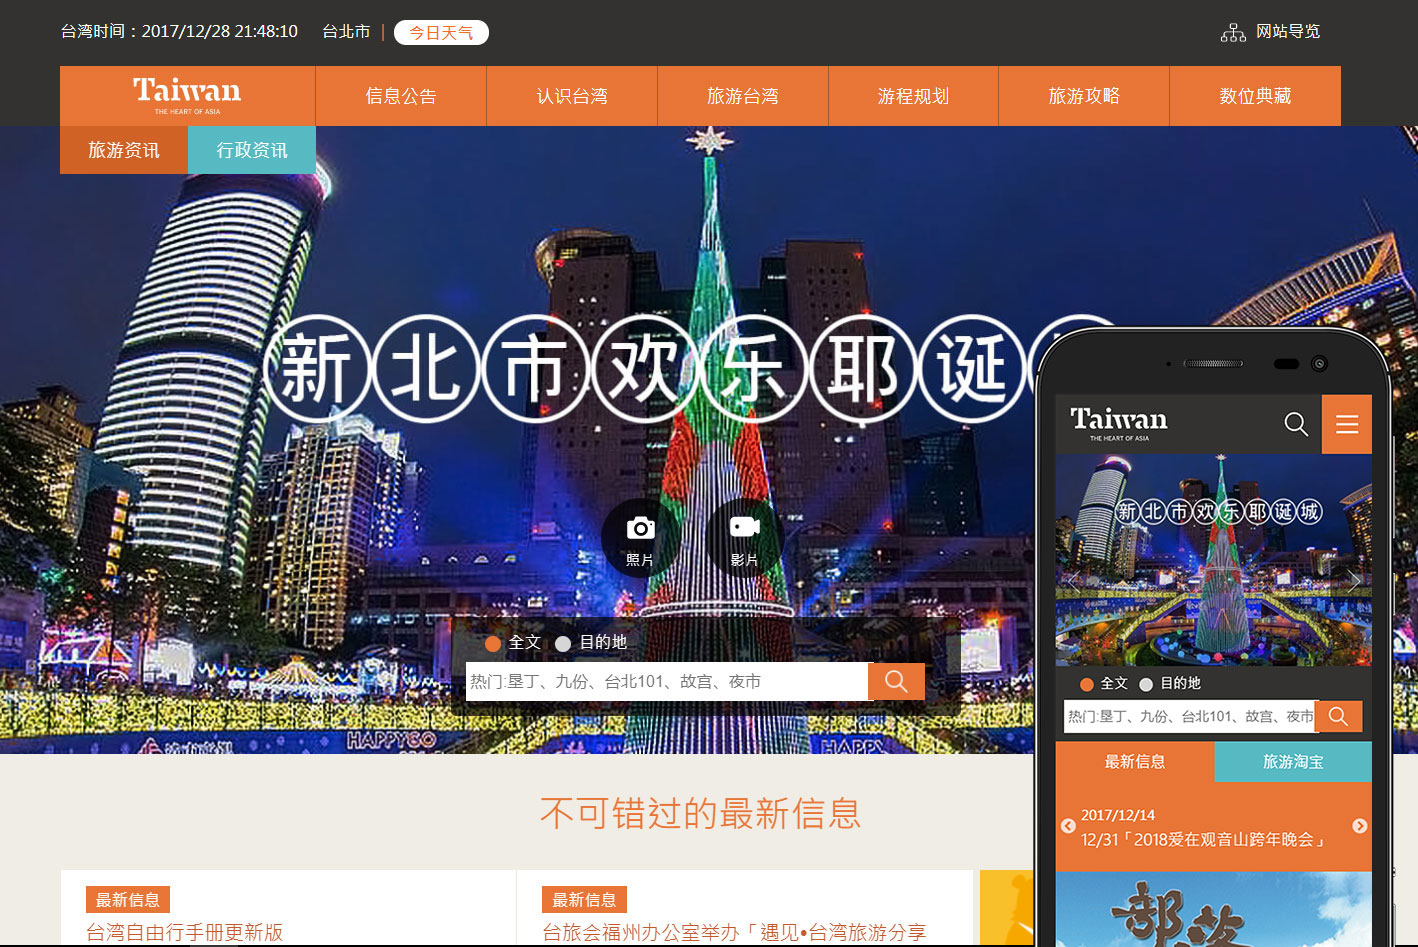 台湾时间：2017/12/28 21:48:10 台北市 | 今日天气
网站导览
Taiwan
THE HEART OF ASIA
信息公告 认识台湾 旅游台湾 游程规划 旅游攻略 数位典藏
旅游资讯 行政资讯
新北市欢乐耶诞
照片 影片
全文 目的地
热门:垦丁、九份、台北101、故宫、夜市
HAPPYGO
HAPPY
不可错过的最新信息
最新信息
台湾自由行手册更新版
最新信息
台旅会福州办公室举办「遇见•台湾旅游分享
Taiwan
THE HEART OF ASIA
新北市欢乐耶诞城
全文 目的地
热门:垦丁、九份、台北101、故宫、夜市
最新信息 旅游淘宝
2017/12/14
12/31「2018爱在观音山跨年晚会」
部落